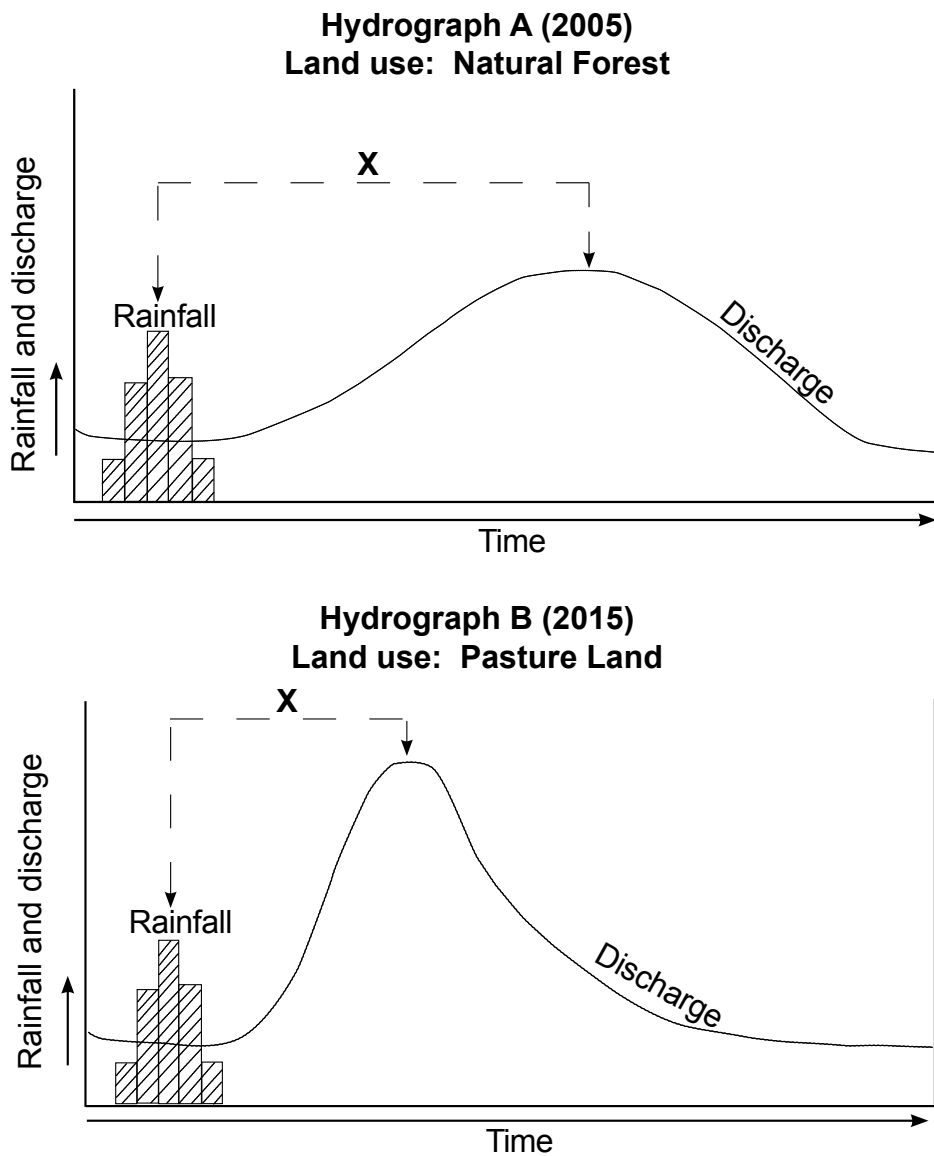 Hydrograph A (2005)
Land use: Natural Forest
X
Rainfall
Discharge
Rainfall and discharge
Time
Hydrograph B (2015)
Land use: Pasture Land
X
Rainfall
Discharge
Rainfall and discharge
Time